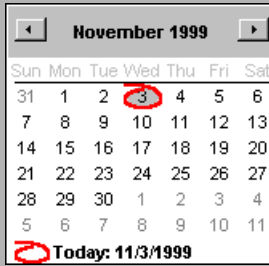 November 1999
Sun Mon Tue Wed Thu Fri Sat
31 1 2 3 4 5 6
7 8 9 10 11 12 13
14 15 16 17 18 19 20
21 22 23 24 25 26 27
28 29 30 1 2 3 4
5 6 7 8 9 10 11
Today: 11/3/1999